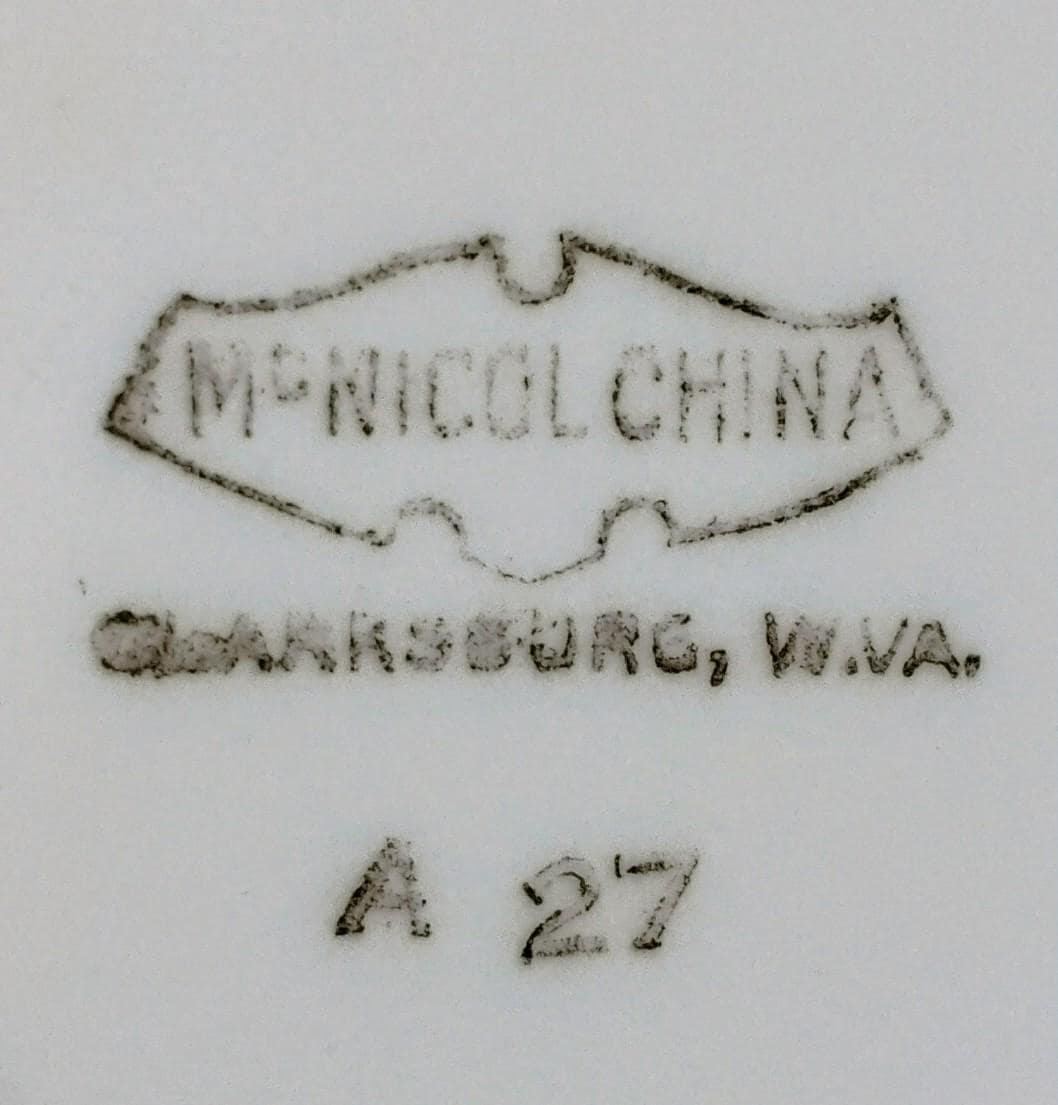 McNICOL CHINA
CLARKSBURG, W.VA.
A 27